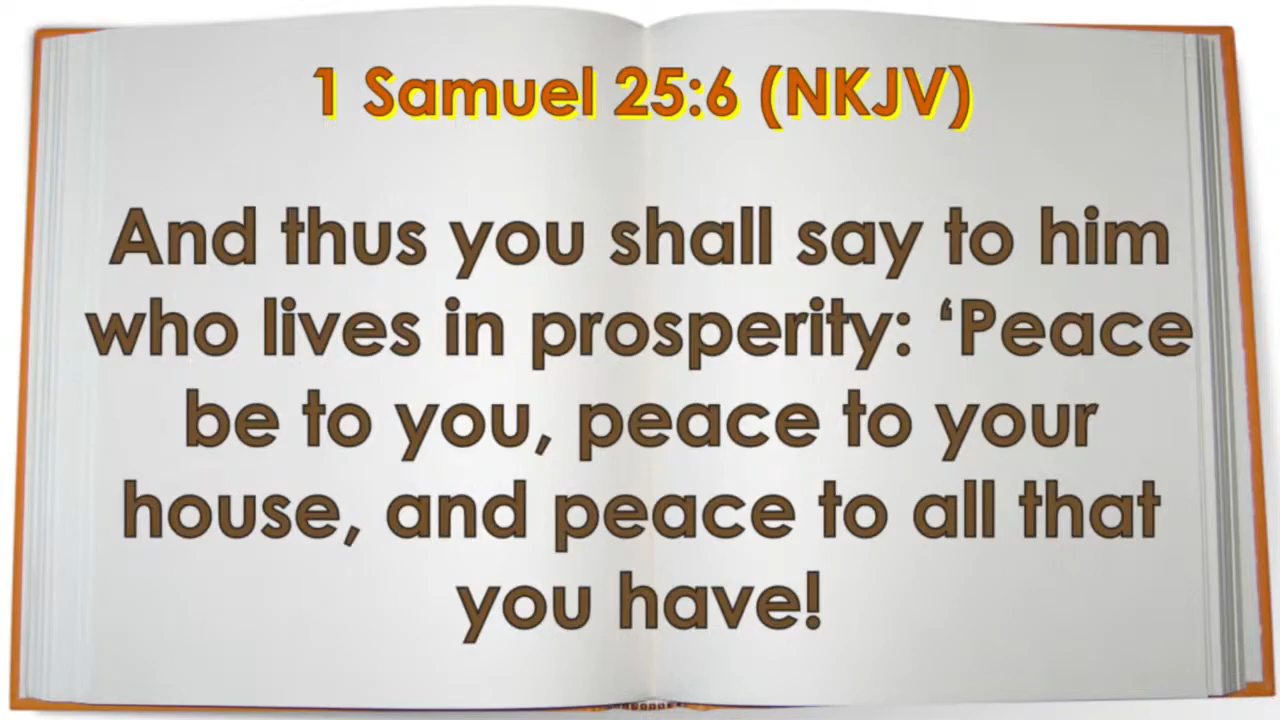 1 Samuel 25:6 (NKJV)
And thus you shall say to him
who lives in prosperity: ‘Peace
be to you, peace to your
house, and peace to all that
you have!